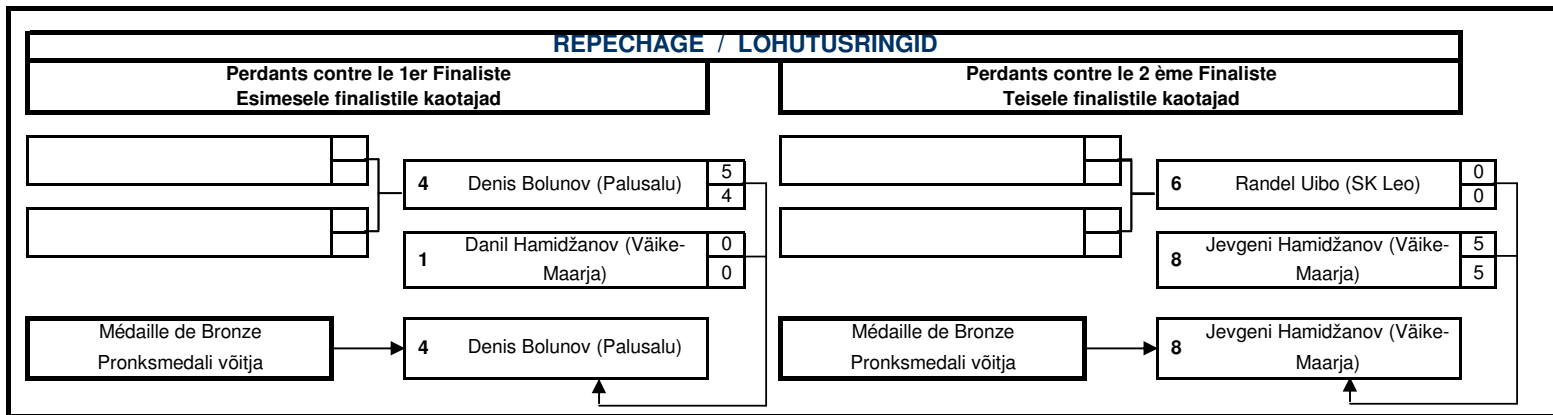 REPECHAGE / LOHUTUSRINGID
Perdants contre le 1er Finaliste
Esimesele finalistile kaotajad
Perdants contre le 2 ème Finaliste
Teisele finalistile kaotajad
4 Denis Bolunov (Palusalu) 5
4
1 Danil Hamidžanov (Väike-
Maarja) 0
0
6 Randel Uibo (SK Leo) 0
0
8 Jevgeni Hamidžanov (Väike-
Maarja) 5
5
Médaille de Bronze
Pronksmedali võitja
4 Denis Bolunov (Palusalu)
Médaille de Bronze
Pronksmedali võitja
8 Jevgeni Hamidžanov (Väike-
Maarja)